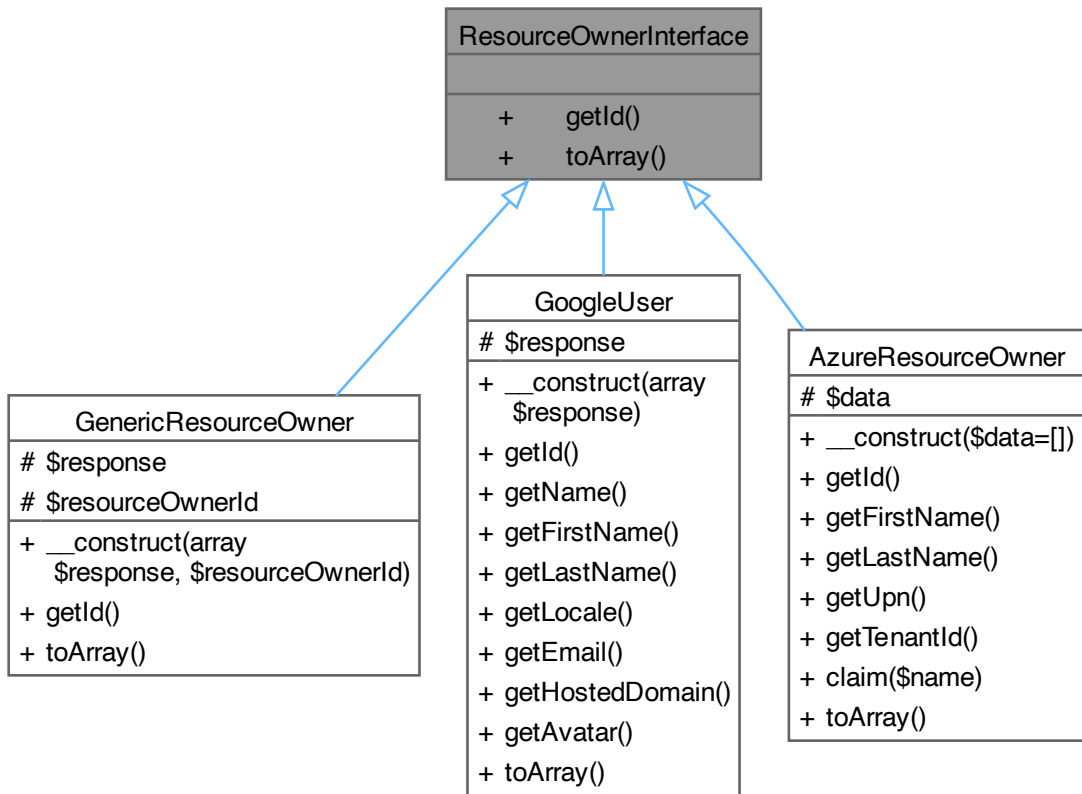 ResourceOwnerInterface
+ getId()
+ toArray()
GoogleUser
# $response
+ __construct(array
$response)
+ getId()
+ getName()
+ getFirstName()
+ getLastName()
+ getLocale()
+ getEmail()
+ getHostedDomain()
+ getAvatar()
+ toArray()
AzureResourceOwner
# $data
+ __construct($data=[])
+ getId()
+ getFirstName()
+ getLastName()
+ getUpn()
+ getTenantId()
+ claim($name)
+ toArray()
GenericResourceOwner
# $response
# $resourceOwnerId
+ __construct(array
$response, $resourceOwnerId)
+ getId()
+ toArray()